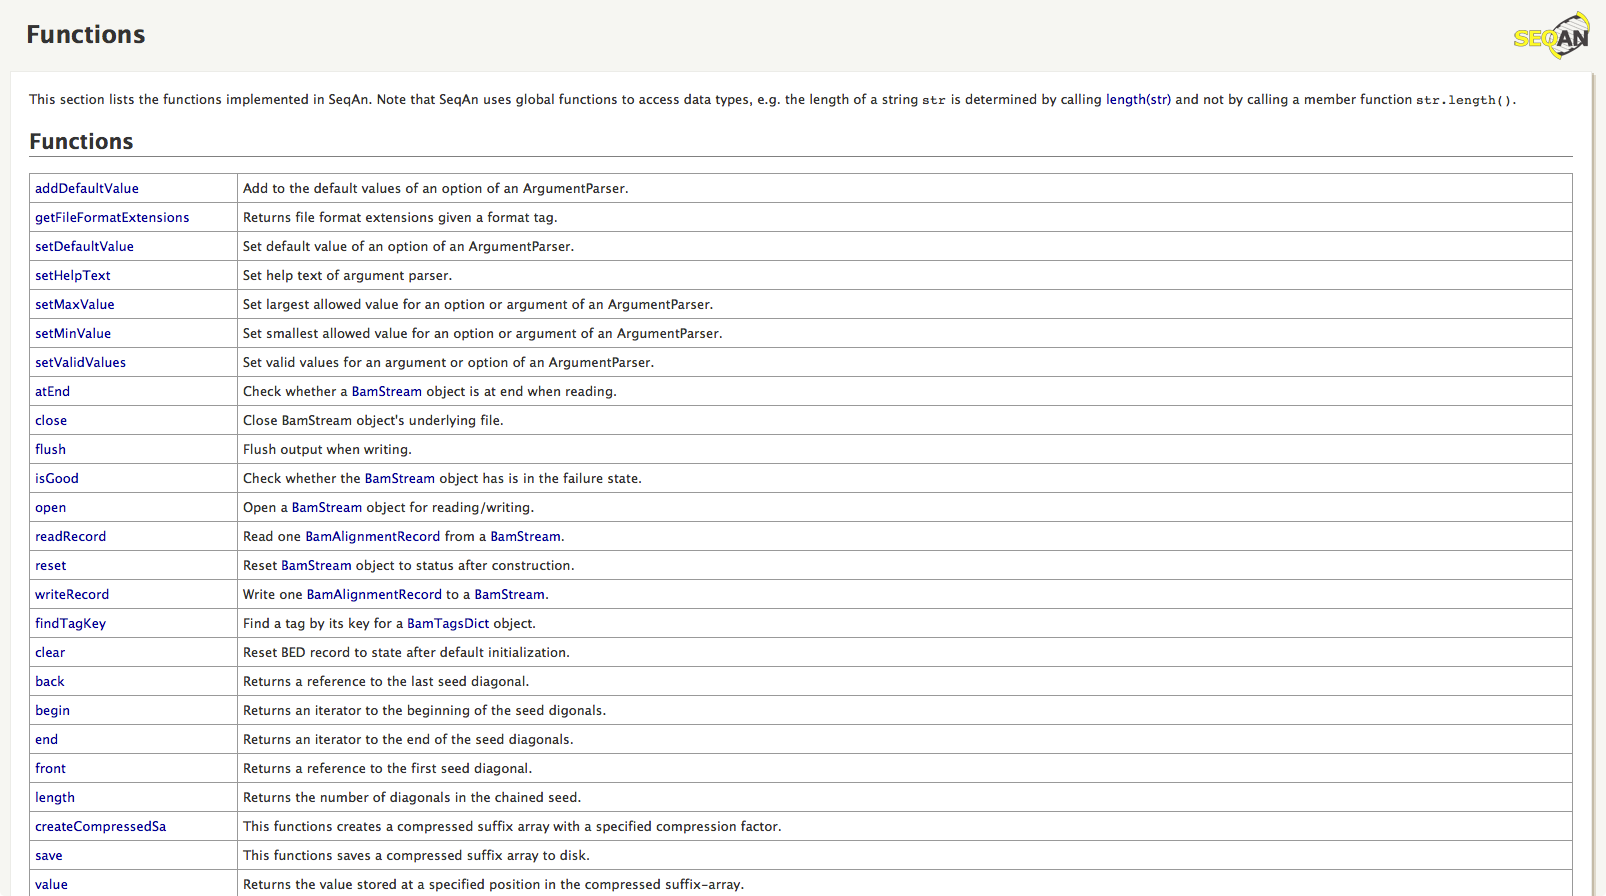 Functions
SEQAN
This section lists the functions implemented in SeqAn. Note that SeqAn uses global functions to access data types, e.g. the length of a string str is determined by calling length(str) and not by calling a member function str.length().
Functions
addDefaultValue Add to the default values of an option of an ArgumentParser.
getFileFormatExtensions Returns file format extensions given a format tag.
setDefaultValue Set default value of an option of an ArgumentParser.
setHelpText Set help text of argument parser.
setMaxValue Set largest allowed value for an option or argument of an ArgumentParser.
setMinValue Set smallest allowed value for an option or argument of an ArgumentParser.
setValidValues Set valid values for an argument or option of an ArgumentParser.
atEnd Check whether a BamStream object is at end when reading.
close Close BamStream object's underlying file.
flush Flush output when writing.
isGood Check whether the BamStream object has is in the failure state.
open Open a BamStream object for reading/writing.
readRecord Read one BamAlignmentRecord from a BamStream.
reset Reset BamStream object to status after construction.
writeRecord Write one BamAlignmentRecord to a BamStream.
findTagKey Find a tag by its key for a BamTagsDict object.
clear Reset BED record to state after default initialization.
back Returns a reference to the last seed diagonal.
begin Returns an iterator to the beginning of the seed digonals.
end Returns an iterator to the end of the seed diagonals.
front Returns a reference to the first seed diagonal.
length Returns the number of diagonals in the chained seed.
createCompressedSa This functions creates a compressed suffix array with a specified compression factor.
save This functions saves a compressed suffix array to disk.
value Returns the value stored at a specified position in the compressed suffix-array.